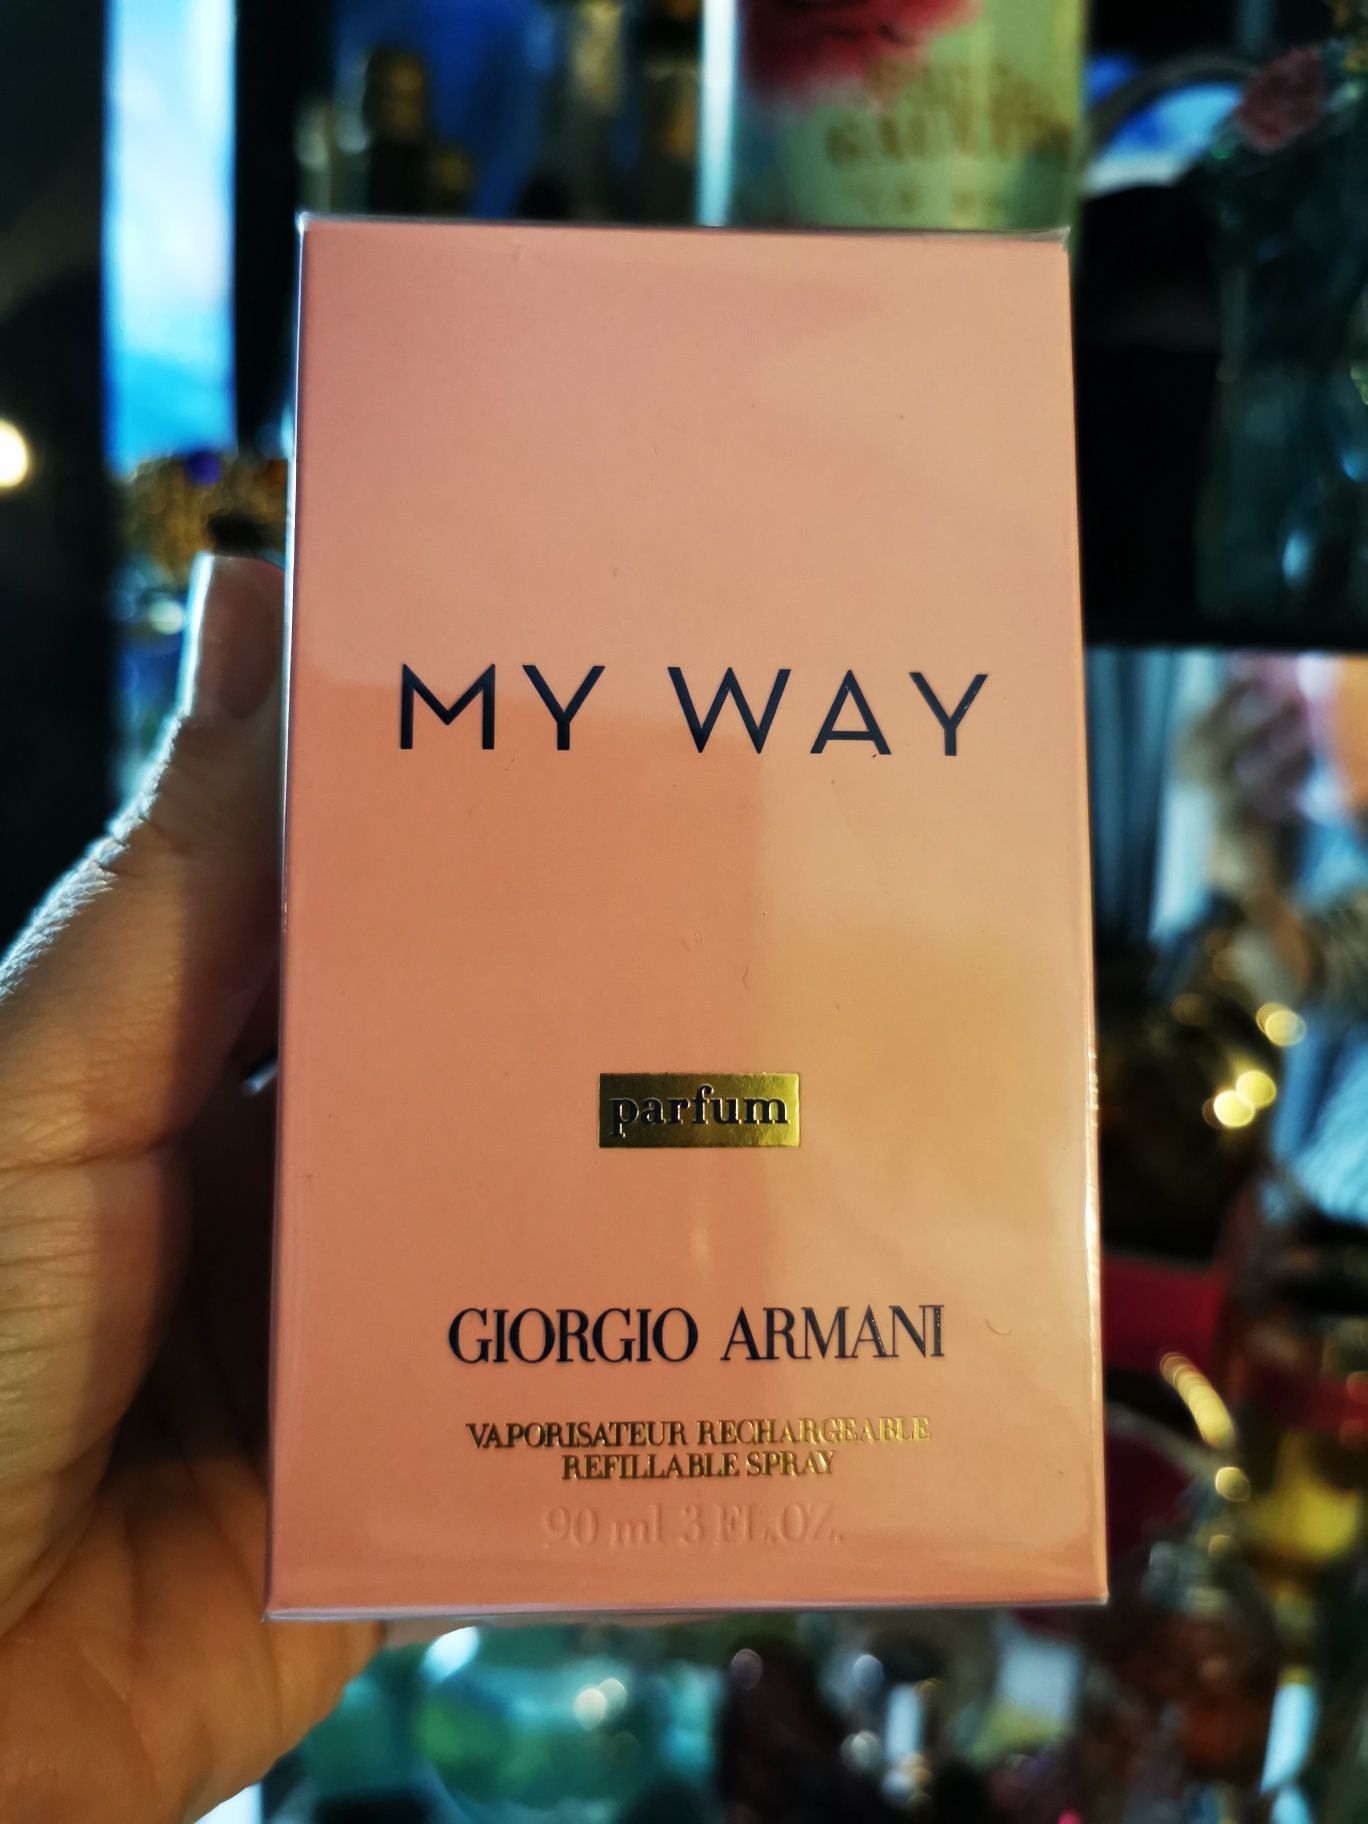 MY WAY
parfum
GIORGIO ARMANI
VAPORISATEUR RECHARGEABLE
REFILLABLE SPRAY
90 ml 3 FL.OZ.